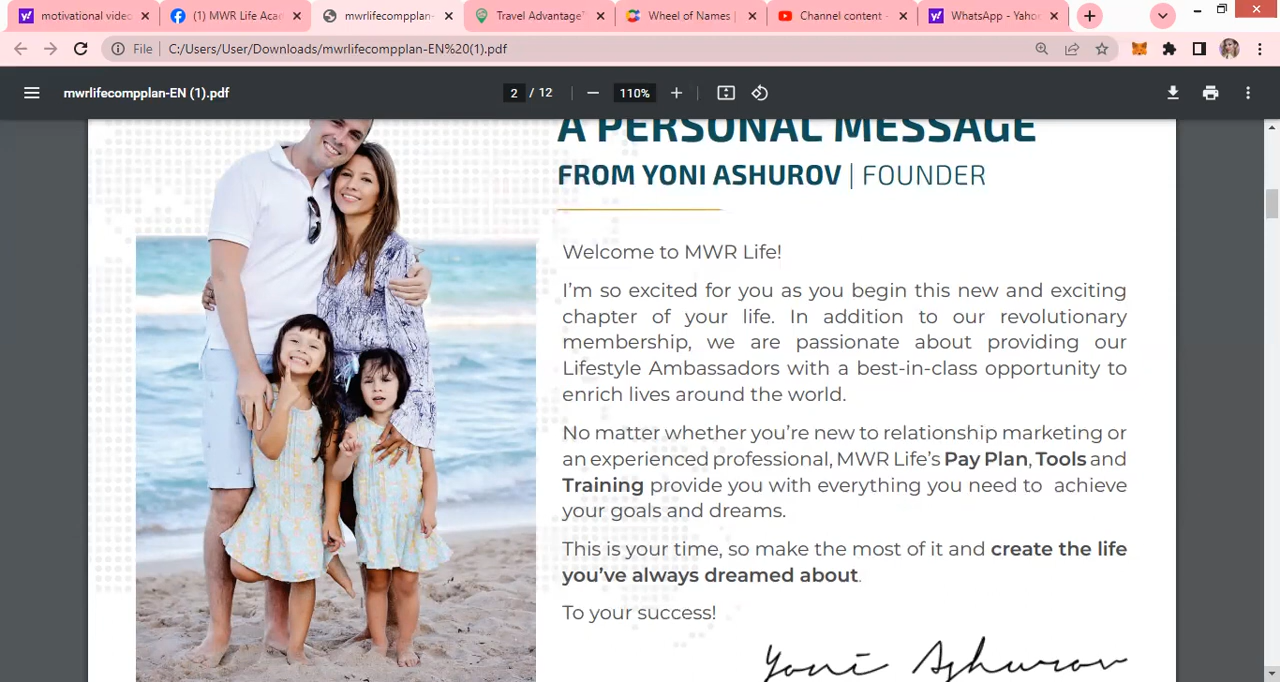 motivational video
(1) MWR Life Aca
mwrlifecompplan-
Travel Advantage™
Wheel of Names |
Channel content -
WhatsApp - Yahoo
File | C:/Users/User/Downloads/mwrlifecompplan-EN%20(1).pdf
mwrlifecompplan-EN (1).pdf
2 / 12
110%
A PERSONAL MESSAGE
FROM YONI ASHUROV | FOUNDER
Welcome to MWR Life!
I'm so excited for you as you begin this new and exciting
chapter of your life. In addition to our revolutionary
membership, we are passionate about providing our
Lifestyle Ambassadors with a best-in-class opportunity to
enrich lives around the world.
No matter whether you're new to relationship marketing or
an experienced professional, MWR Life's Pay Plan, Tools and
Training provide you with everything you need to achieve
your goals and dreams.
This is your time, so make the most of it and create the life
you've always dreamed about.
To your success!
Yoni Ashurov